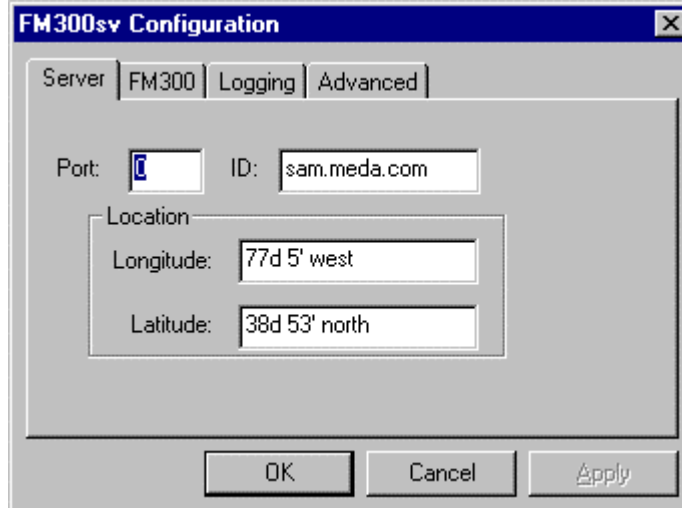 FM300sv Configuration
Server FM300 Logging Advanced
Port: 0 ID: sam.meda.com
Location
Longitude: 77d 5' west
Latitude: 38d 53' north
OK Cancel Apply